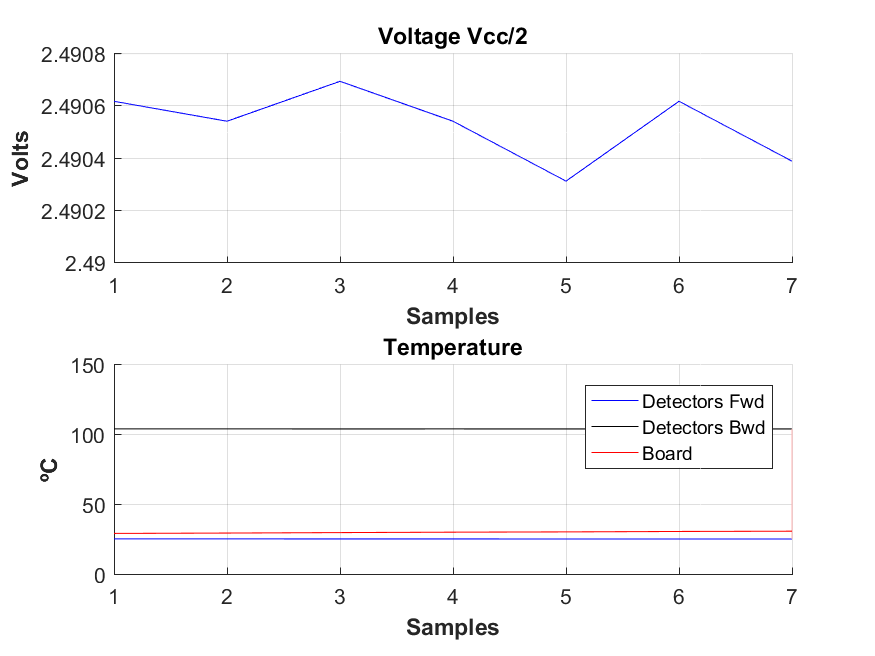 Voltage Vcc/2
2.4908
2.4906
2.4904
2.4902
2.49
Volts
1 2 3 4 5 6 7
Samples
Temperature
150
100
50
0
ºC
Detectors Fwd
Detectors Bwd
Board
1 2 3 4 5 6 7
Samples